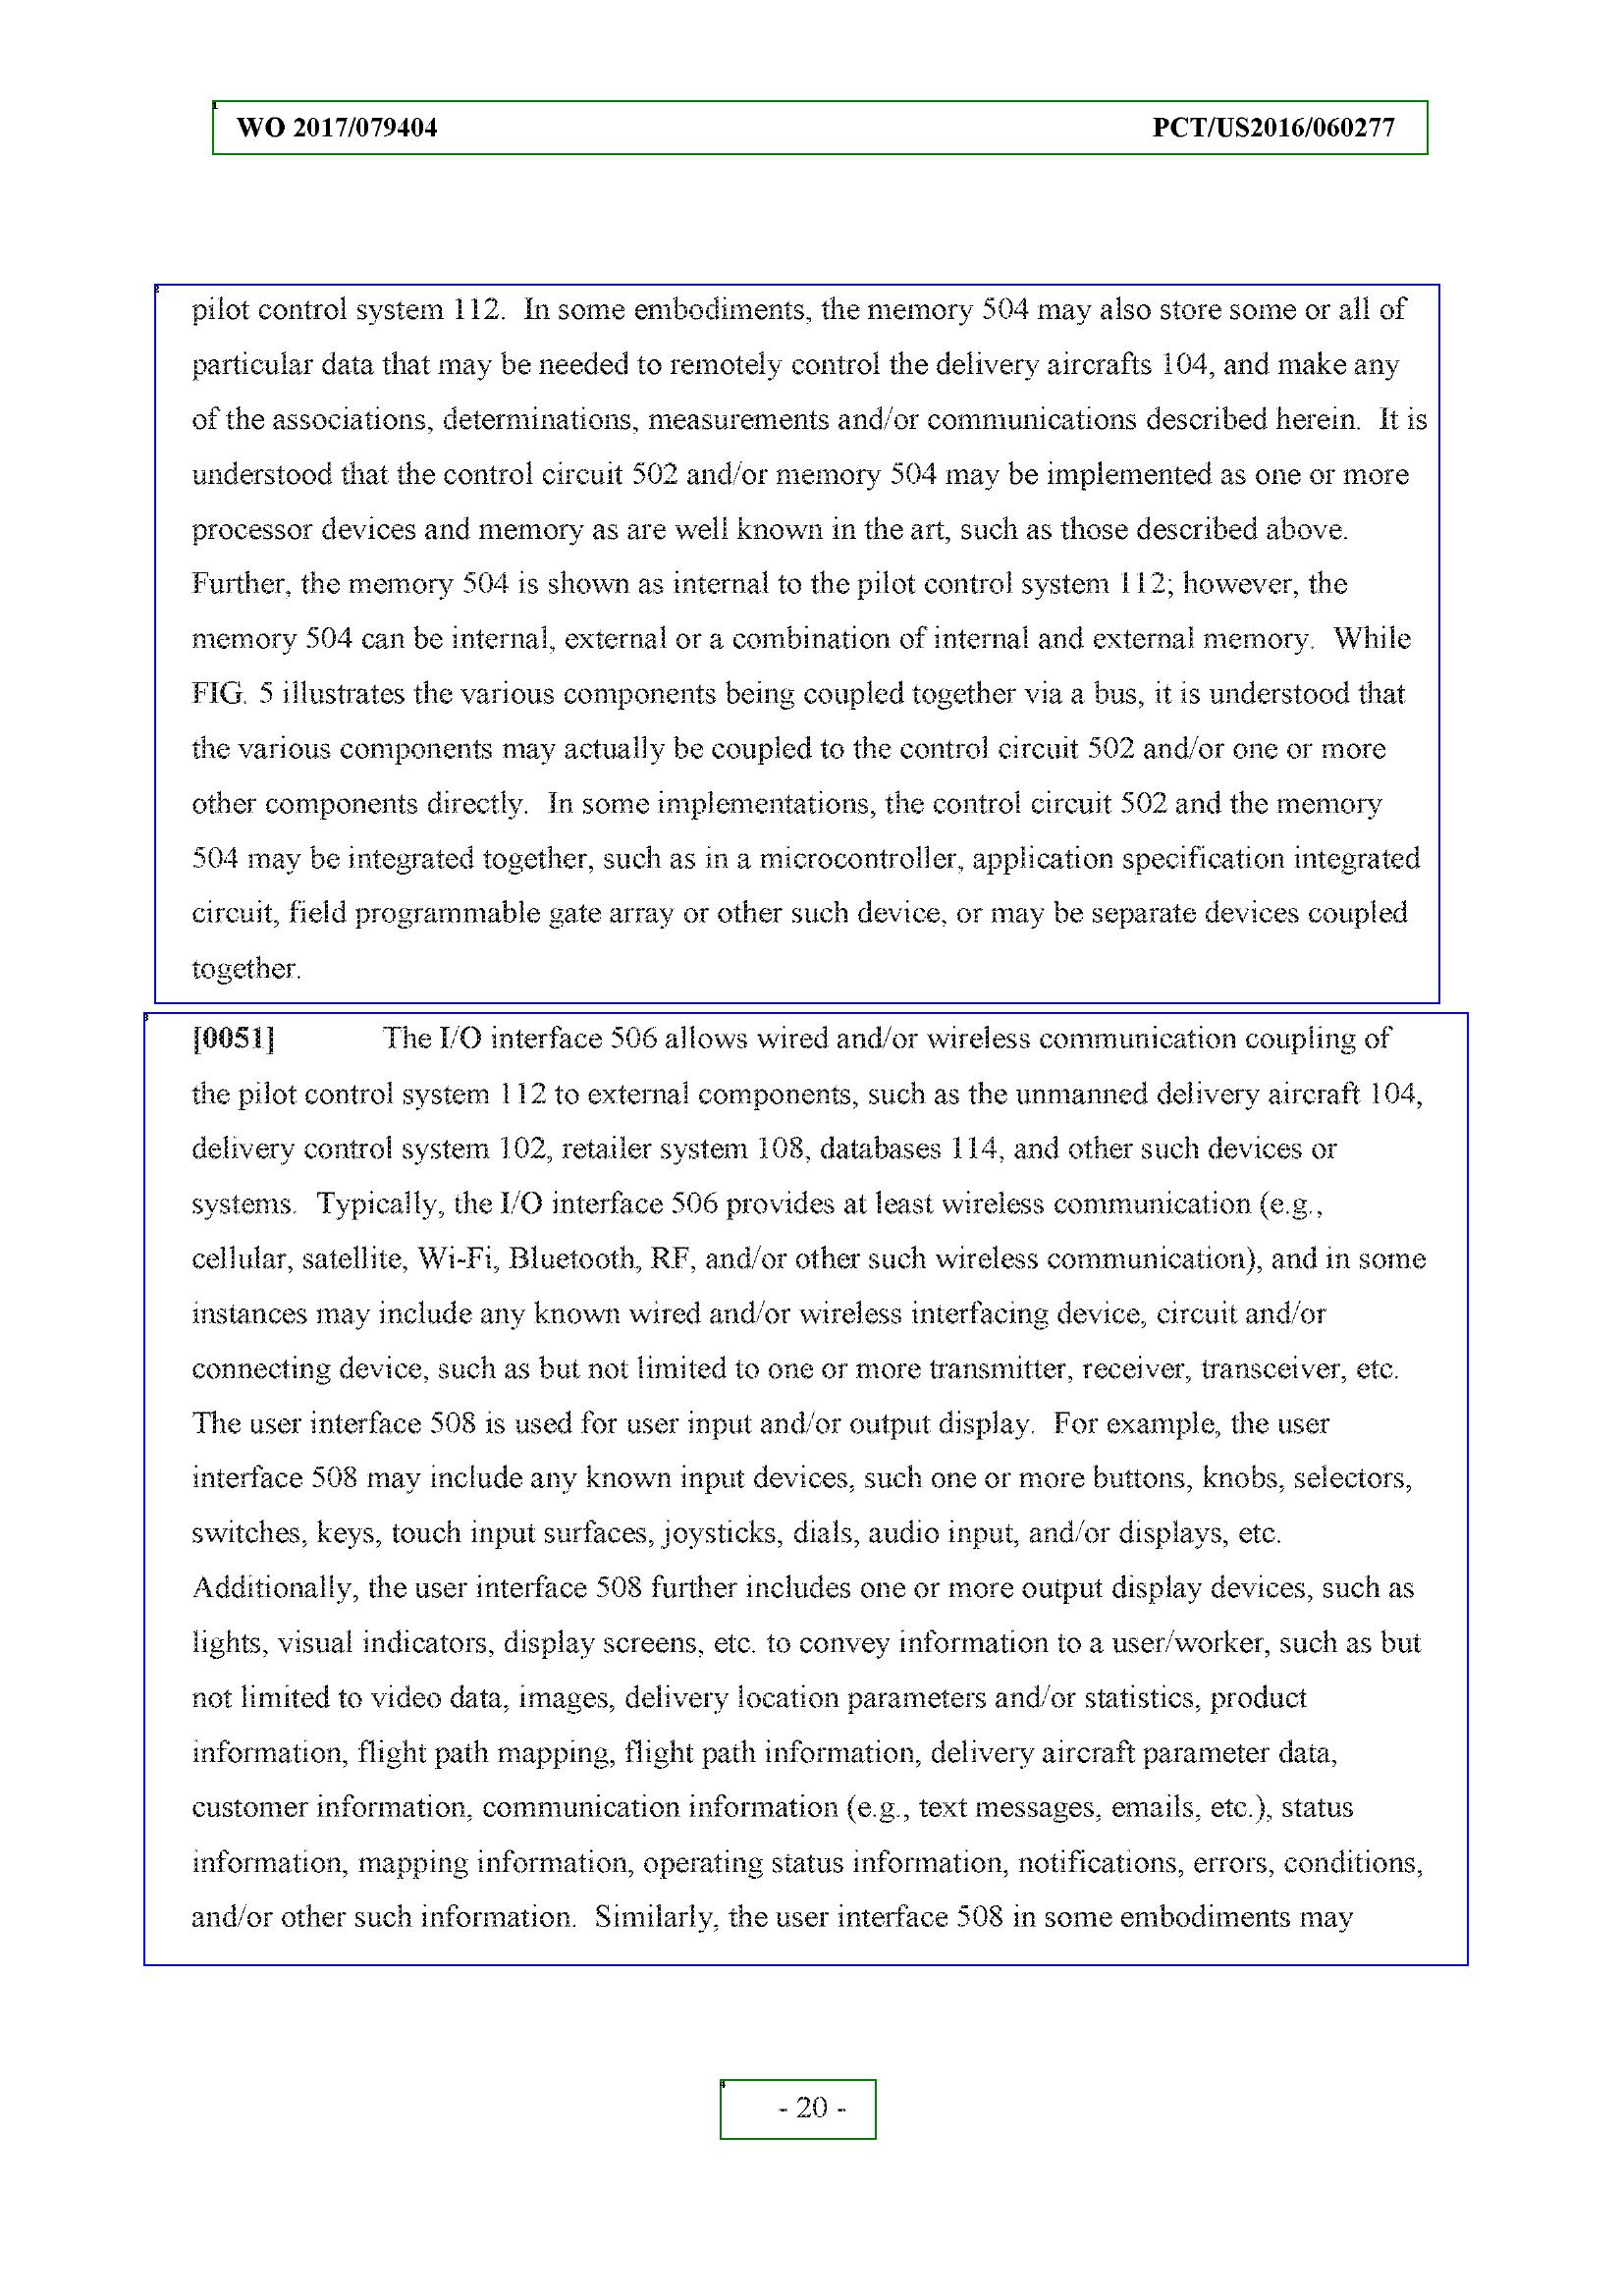 WO 2017/079404 PCT/US2016/060277
pilot control system 112. In some embodiments, the memory 504 may also store some or all of
particular data that may be needed to remotely control the delivery aircrafts 104, and make any
of the associations, determinations, measurements and/or communications described herein. It is
understood that the control circuit 502 and/or memory 504 may be implemented as one or more
processor devices and memory as are well known in the art, such as those described above.
Further, the memory 504 is shown as internal to the pilot control system 112; however, the
memory 504 can be internal, external or a combination of internal and external memory. While
FIG. 5 illustrates the various components being coupled together via a bus, it is understood that
the various components may actually be coupled to the control circuit 502 and/or one or more
other components directly. In some implementations, the control circuit 502 and the memory
504 may be integrated together, such as in a microcontroller, application specification integrated
circuit, field programmable gate array or other such device, or may be separate devices coupled
together.
[0051] The I/O interface 506 allows wired and/or wireless communication coupling of
the pilot control system 112 to external components, such as the unmanned delivery aircraft 104,
delivery control system 102, retailer system 108, databases 114, and other such devices or
systems. Typically, the I/O interface 506 provides at least wireless communication (e.g.,
cellular, satellite, Wi-Fi, Bluetooth, RF, and/or other such wireless communication), and in some
instances may include any known wired and/or wireless interfacing device, circuit and/or
connecting device, such as but not limited to one or more transmitter, receiver, transceiver, etc.
The user interface 508 is used for user input and/or output display. For example, the user
interface 508 may include any known input devices, such one or more buttons, knobs, selectors,
switches, keys, touch input surfaces, joysticks, dials, audio input, and/or displays, etc.
Additionally, the user interface 508 further includes one or more output display devices, such as
lights, visual indicators, display screens, etc. to convey information to a user/worker, such as but
not limited to video data, images, delivery location parameters and/or statistics, product
information, flight path mapping, flight path information, delivery aircraft parameter data,
customer information, communication information (e.g., text messages, emails, etc.), status
information, mapping information, operating status information, notifications, errors, conditions,
and/or other such information. Similarly, the user interface 508 in some embodiments may
- 20 -